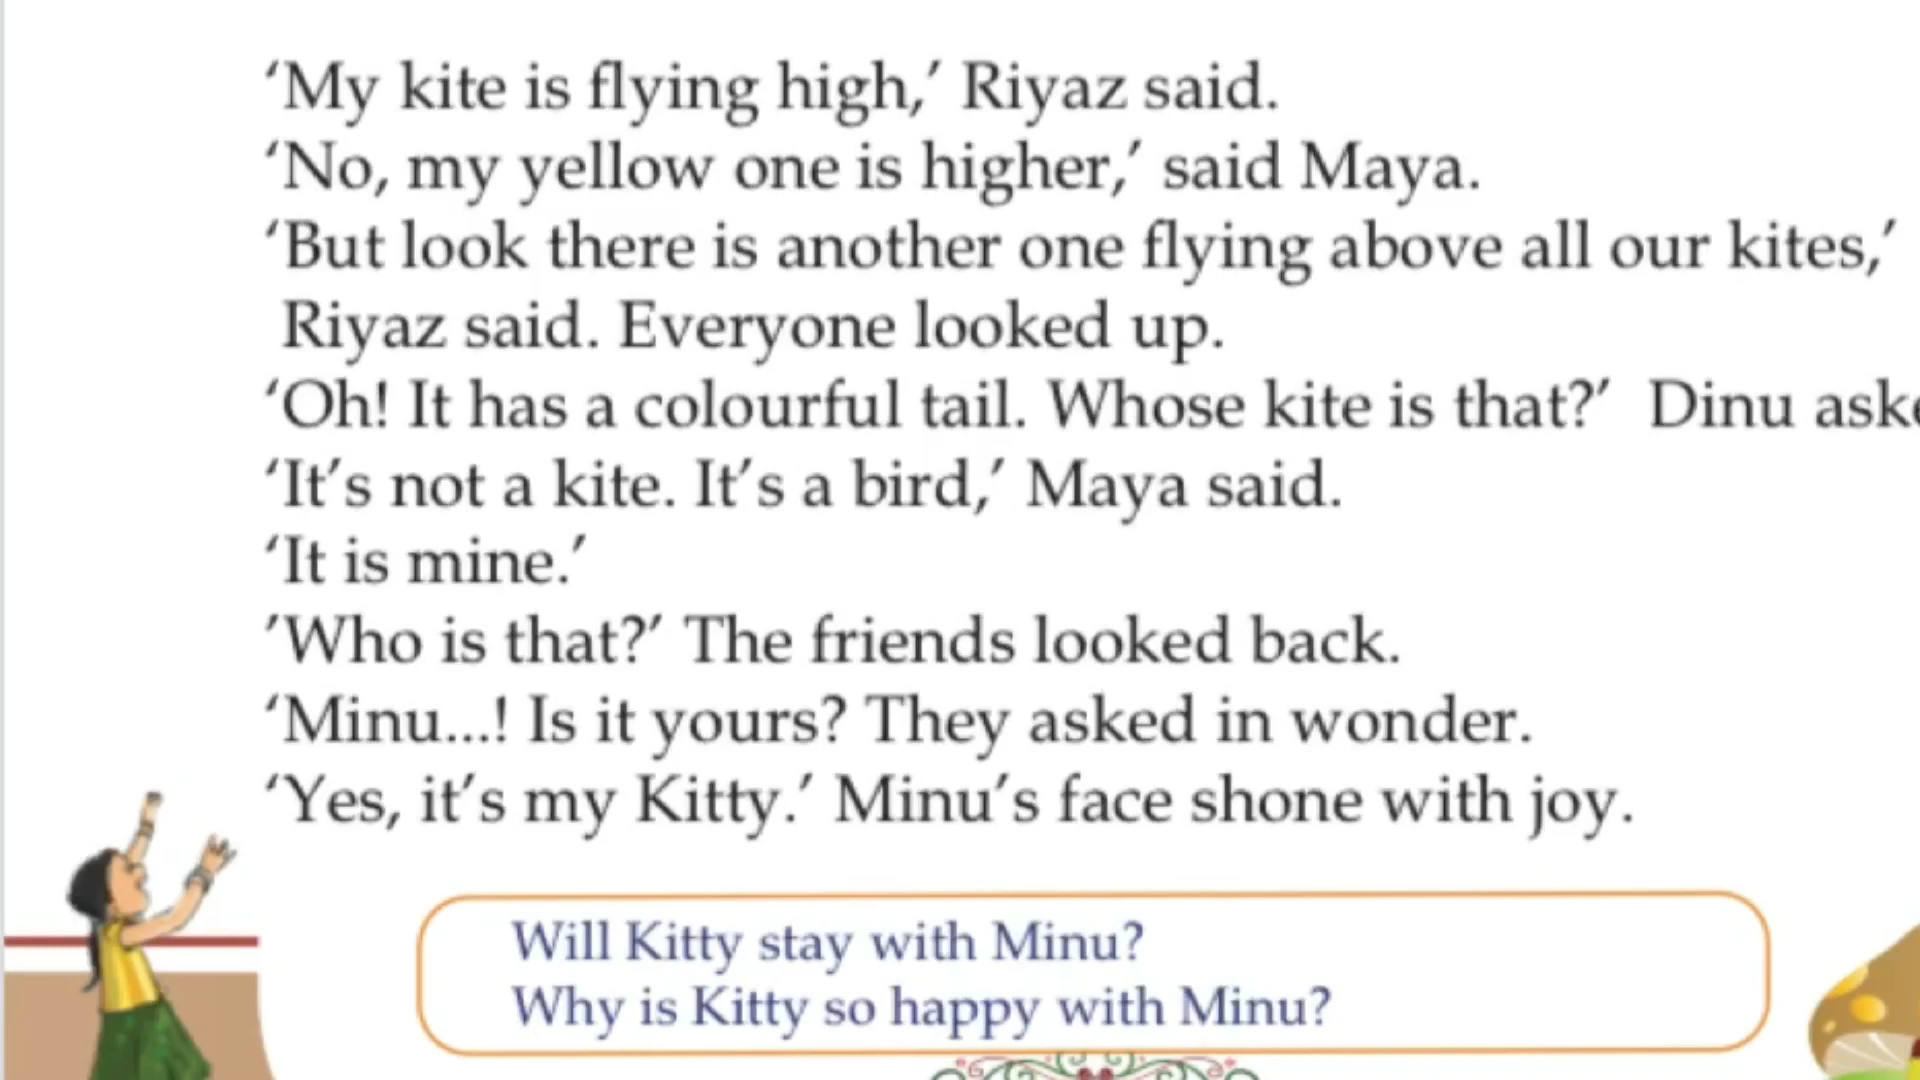 ‘My kite is flying high,’ Riyaz said.
‘No, my yellow one is higher,’ said Maya.
‘But look there is another one flying above all our kites,’
Riyaz said. Everyone looked up.
‘Oh! It has a colourful tail. Whose kite is that?’ Dinu aske
‘It’s not a kite. It’s a bird,’ Maya said.
‘It is mine.’
’Who is that?’ The friends looked back.
‘Minu...! Is it yours? They asked in wonder.
‘Yes, it’s my Kitty.’ Minu’s face shone with joy.
Will Kitty stay with Minu?
Why is Kitty so happy with Minu?